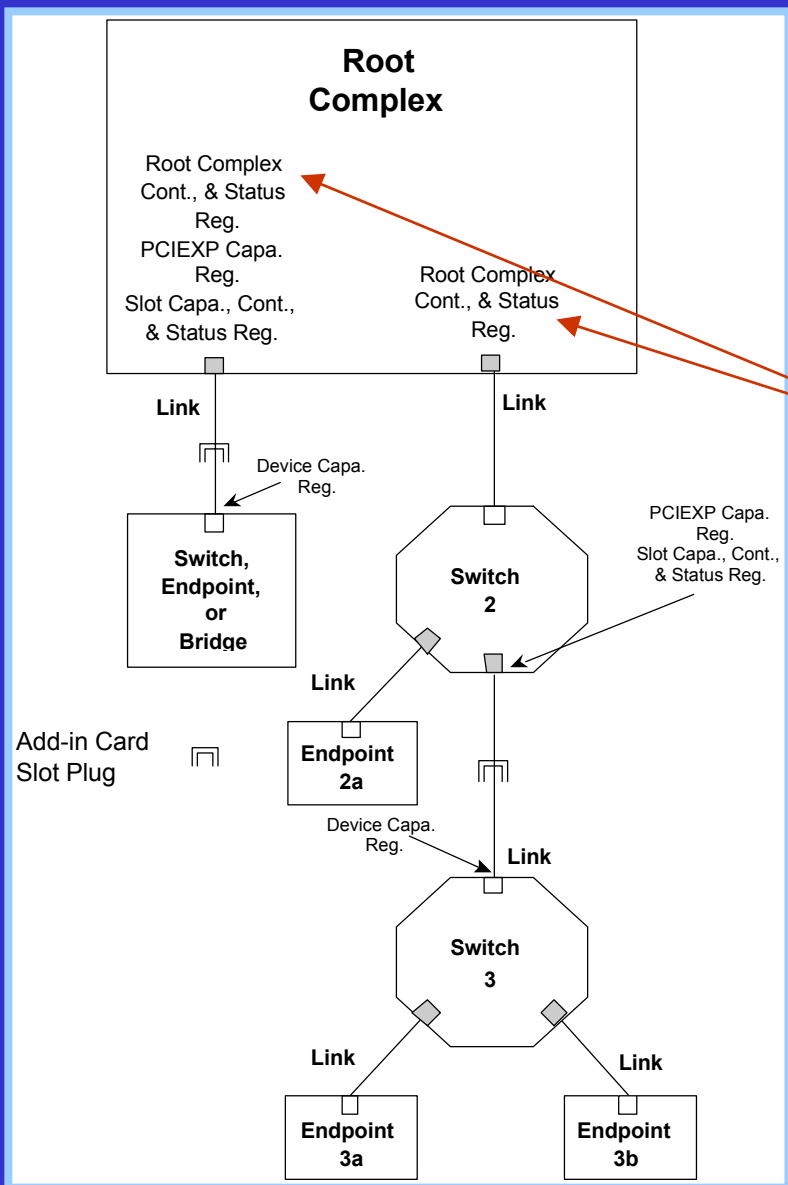 Root
Complex
Root Complex
Cont., & Status
Reg.
PCIEXP Capa.
Reg.
Slot Capa., Cont.,
& Status Reg.
Root Complex
Cont., & Status
Reg.
Link
Link
Device Capa.
Reg.
PCIEXP Capa.
Reg.
Slot Capa., Cont.,
& Status Reg.
Switch,
Endpoint,
or
Bridge
Switch
2
Link
Add-in Card
Slot Plug
Endpoint
2a
Device Capa.
Reg.
Link
Switch
3
Link
Link
Endpoint
3a
Endpoint
3b